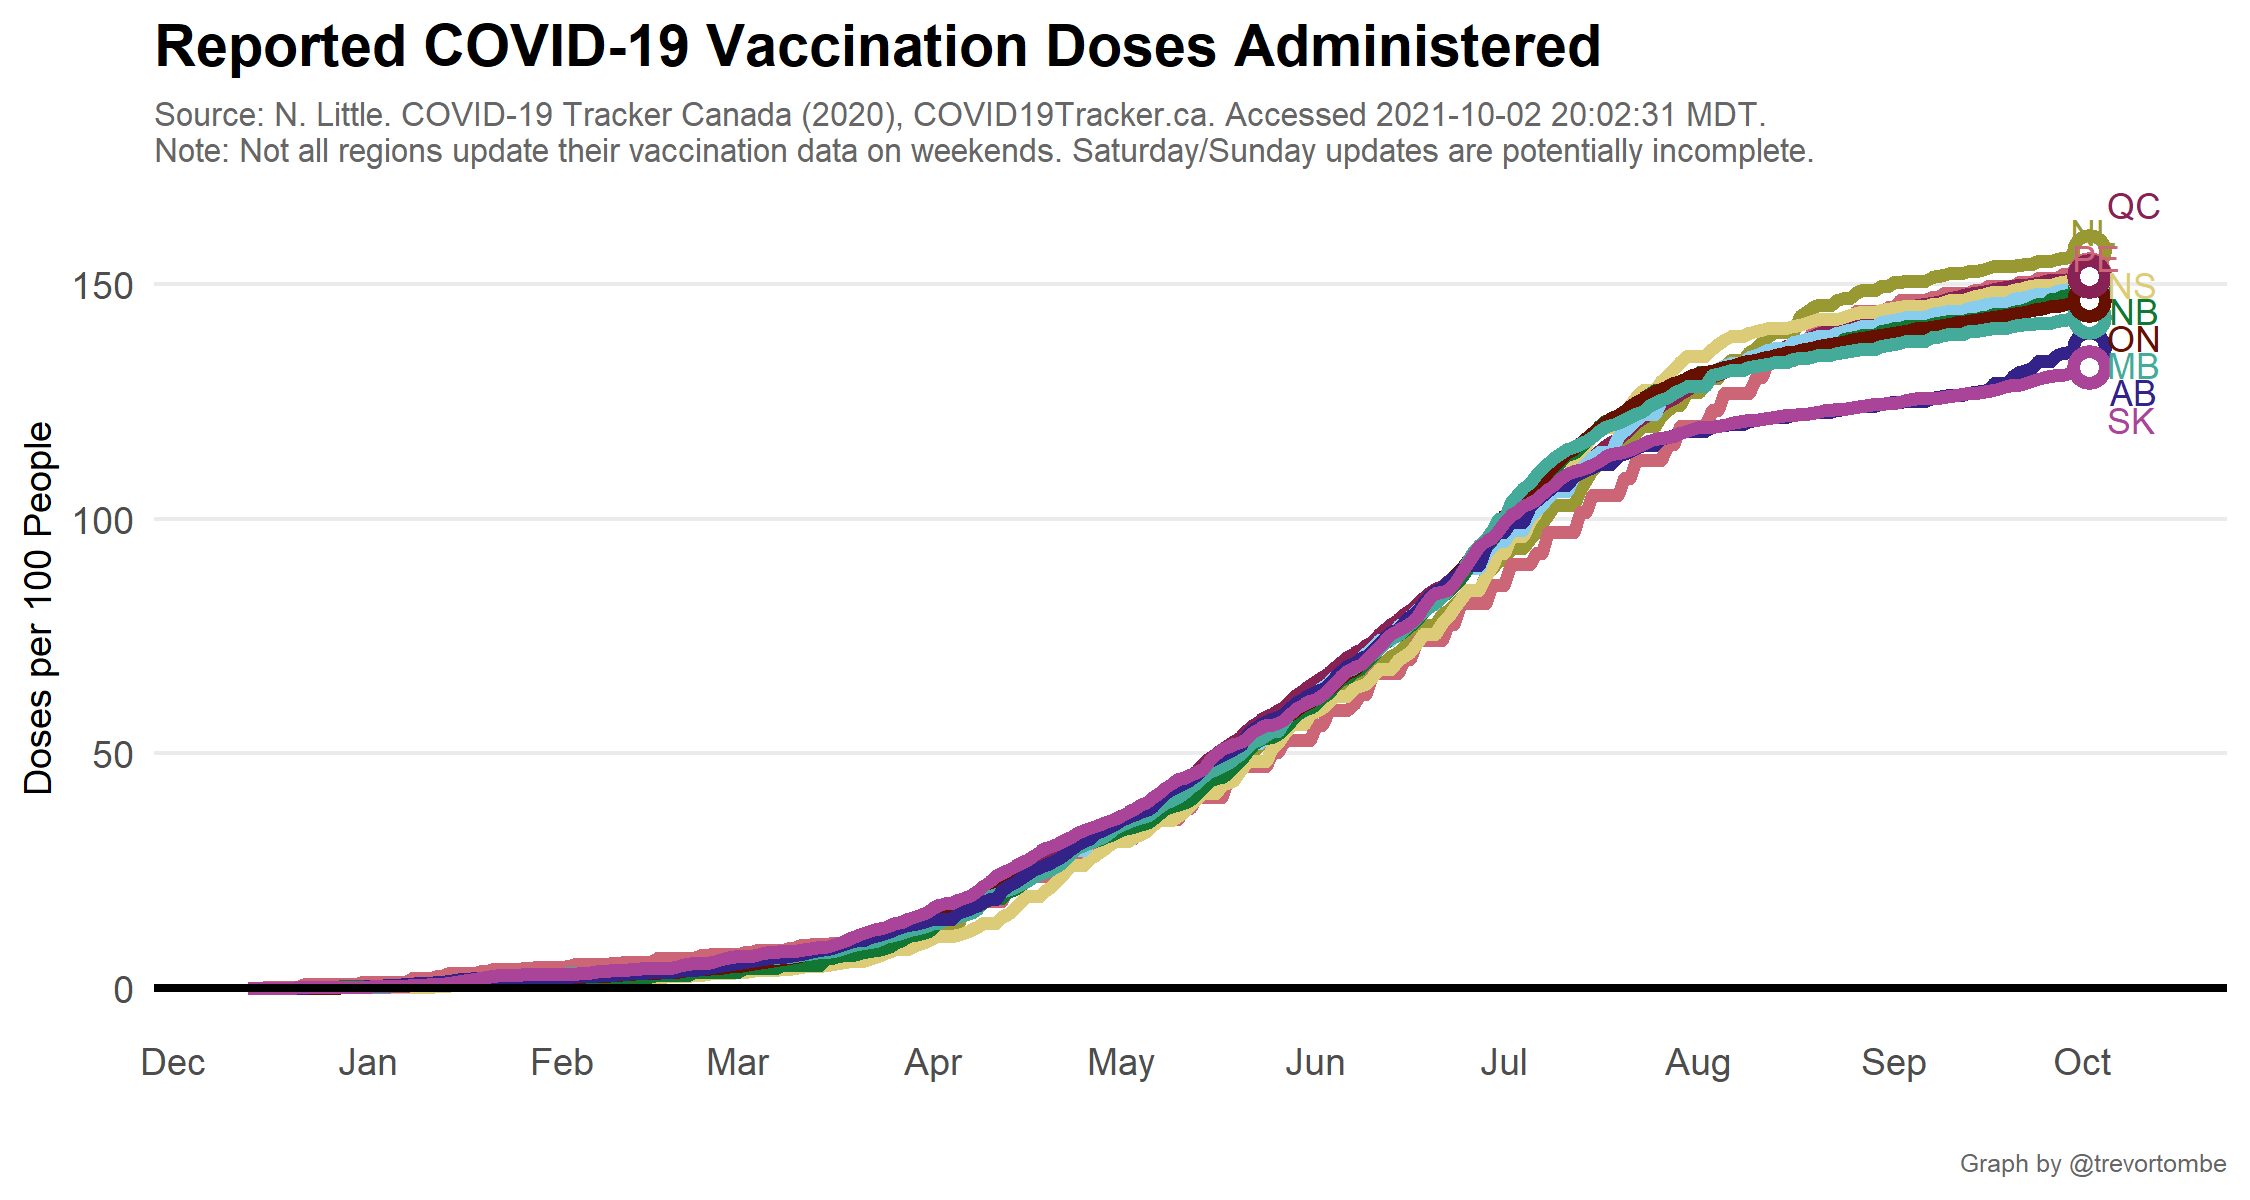 Reported COVID-19 Vaccination Doses Administered
Source: N. Little. COVID-19 Tracker Canada (2020), COVID19Tracker.ca. Accessed 2021-10-02 20:02:31 MDT.
Note: Not all regions update their vaccination data on weekends. Saturday/Sunday updates are potentially incomplete.
QC
NL
PE
NS
NB
ON
MB
AB
SK
150
100
50
0
Doses per 100 People
Dec Jan Feb Mar Apr May Jun Jul Aug Sep Oct
Graph by @trevortombe